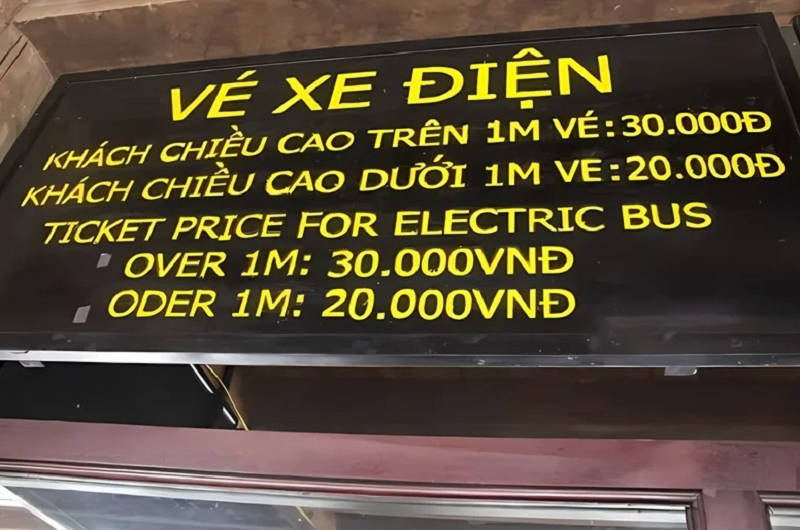 VÉ XE ĐIỆN
KHÁCH CHIỀU CAO TRÊN 1M VÉ:30.000Đ
KHÁCH CHIỀU CAO DƯỚI 1M VE:20.000Đ
TICKET PRICE FOR ELECTRIC BUS
OVER 1M: 30.000VNĐ
ODER 1M: 20.000VNĐ